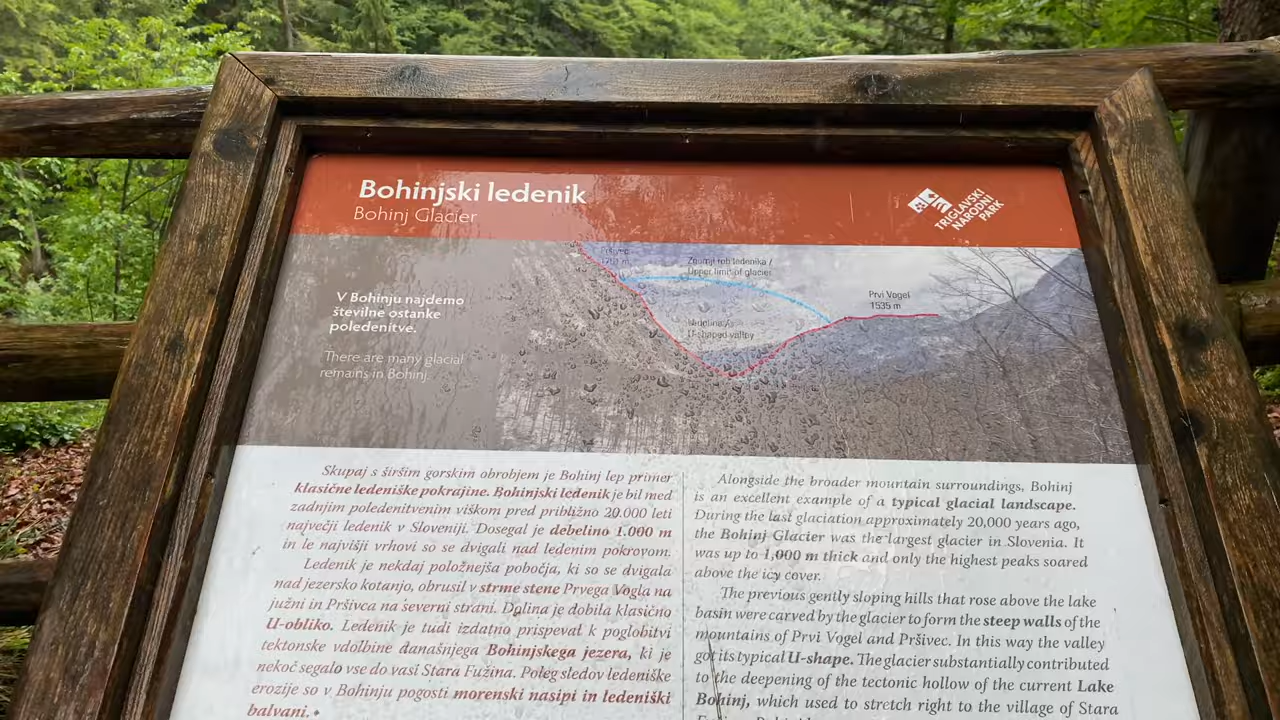 Bohinjski ledenik
Bohinj Glacier
TRIGLAVSKI
NARODNI
PARK
V Bohinju najdemo
številne ostanke
poledenitve.
There are many glacial
remains in Bohinj.
Zgornji rob ledenika /
Upper limit of glacier
Prvi Vogel
1535 m
U-shaped valley
Skupaj s širšim gorskim obrobjem je Bohinj lep primer
klasične ledeniške pokrajine. Bohinjski ledenik je bil med
zadnjim poledenitvenim viškom pred približno 20.000 leti
največji ledenik v Sloveniji. Dosegal je debelino 1.000 m
in le najvišji vrhovi so se dvigali nad ledenim pokrovom.
Ledenik je nekdaj položnejša pobočja, ki so se dvigala
nad jezersko kotanjo, obrusil v strme stene Prvega Vogla na
južni in Pršivca na severni strani. Dolina je dobila klasično
U-obliko. Ledenik je tudi izdatno prispeval k poglobitvi
tektonske vdolbine današnjega Bohinjskega jezera, ki je
nekoč segalo vse do vasi Stara Fužina. Poleg sledov ledeniške
erozije so v Bohinju pogosti morenski nasipi in ledeniški
balvani.
Alongside the broader mountain surroundings, Bohinj
is an excellent example of a typical glacial landscape.
During the last glaciation approximately 20,000 years ago,
the Bohinj Glacier was the largest glacier in Slovenia. It
was up to 1,000 m thick and only the highest peaks soared
above the icy cover.
The previous gently sloping hills that rose above the lake
basin were carved by the glacier to form the steep walls of the
mountains of Prvi Vogel and Pršivec. In this way the valley
got its typical U-shape. The glacier substantially contributed
to the deepening of the tectonic hollow of the current Lake
Bohinj, which used to stretch right to the village of Stara